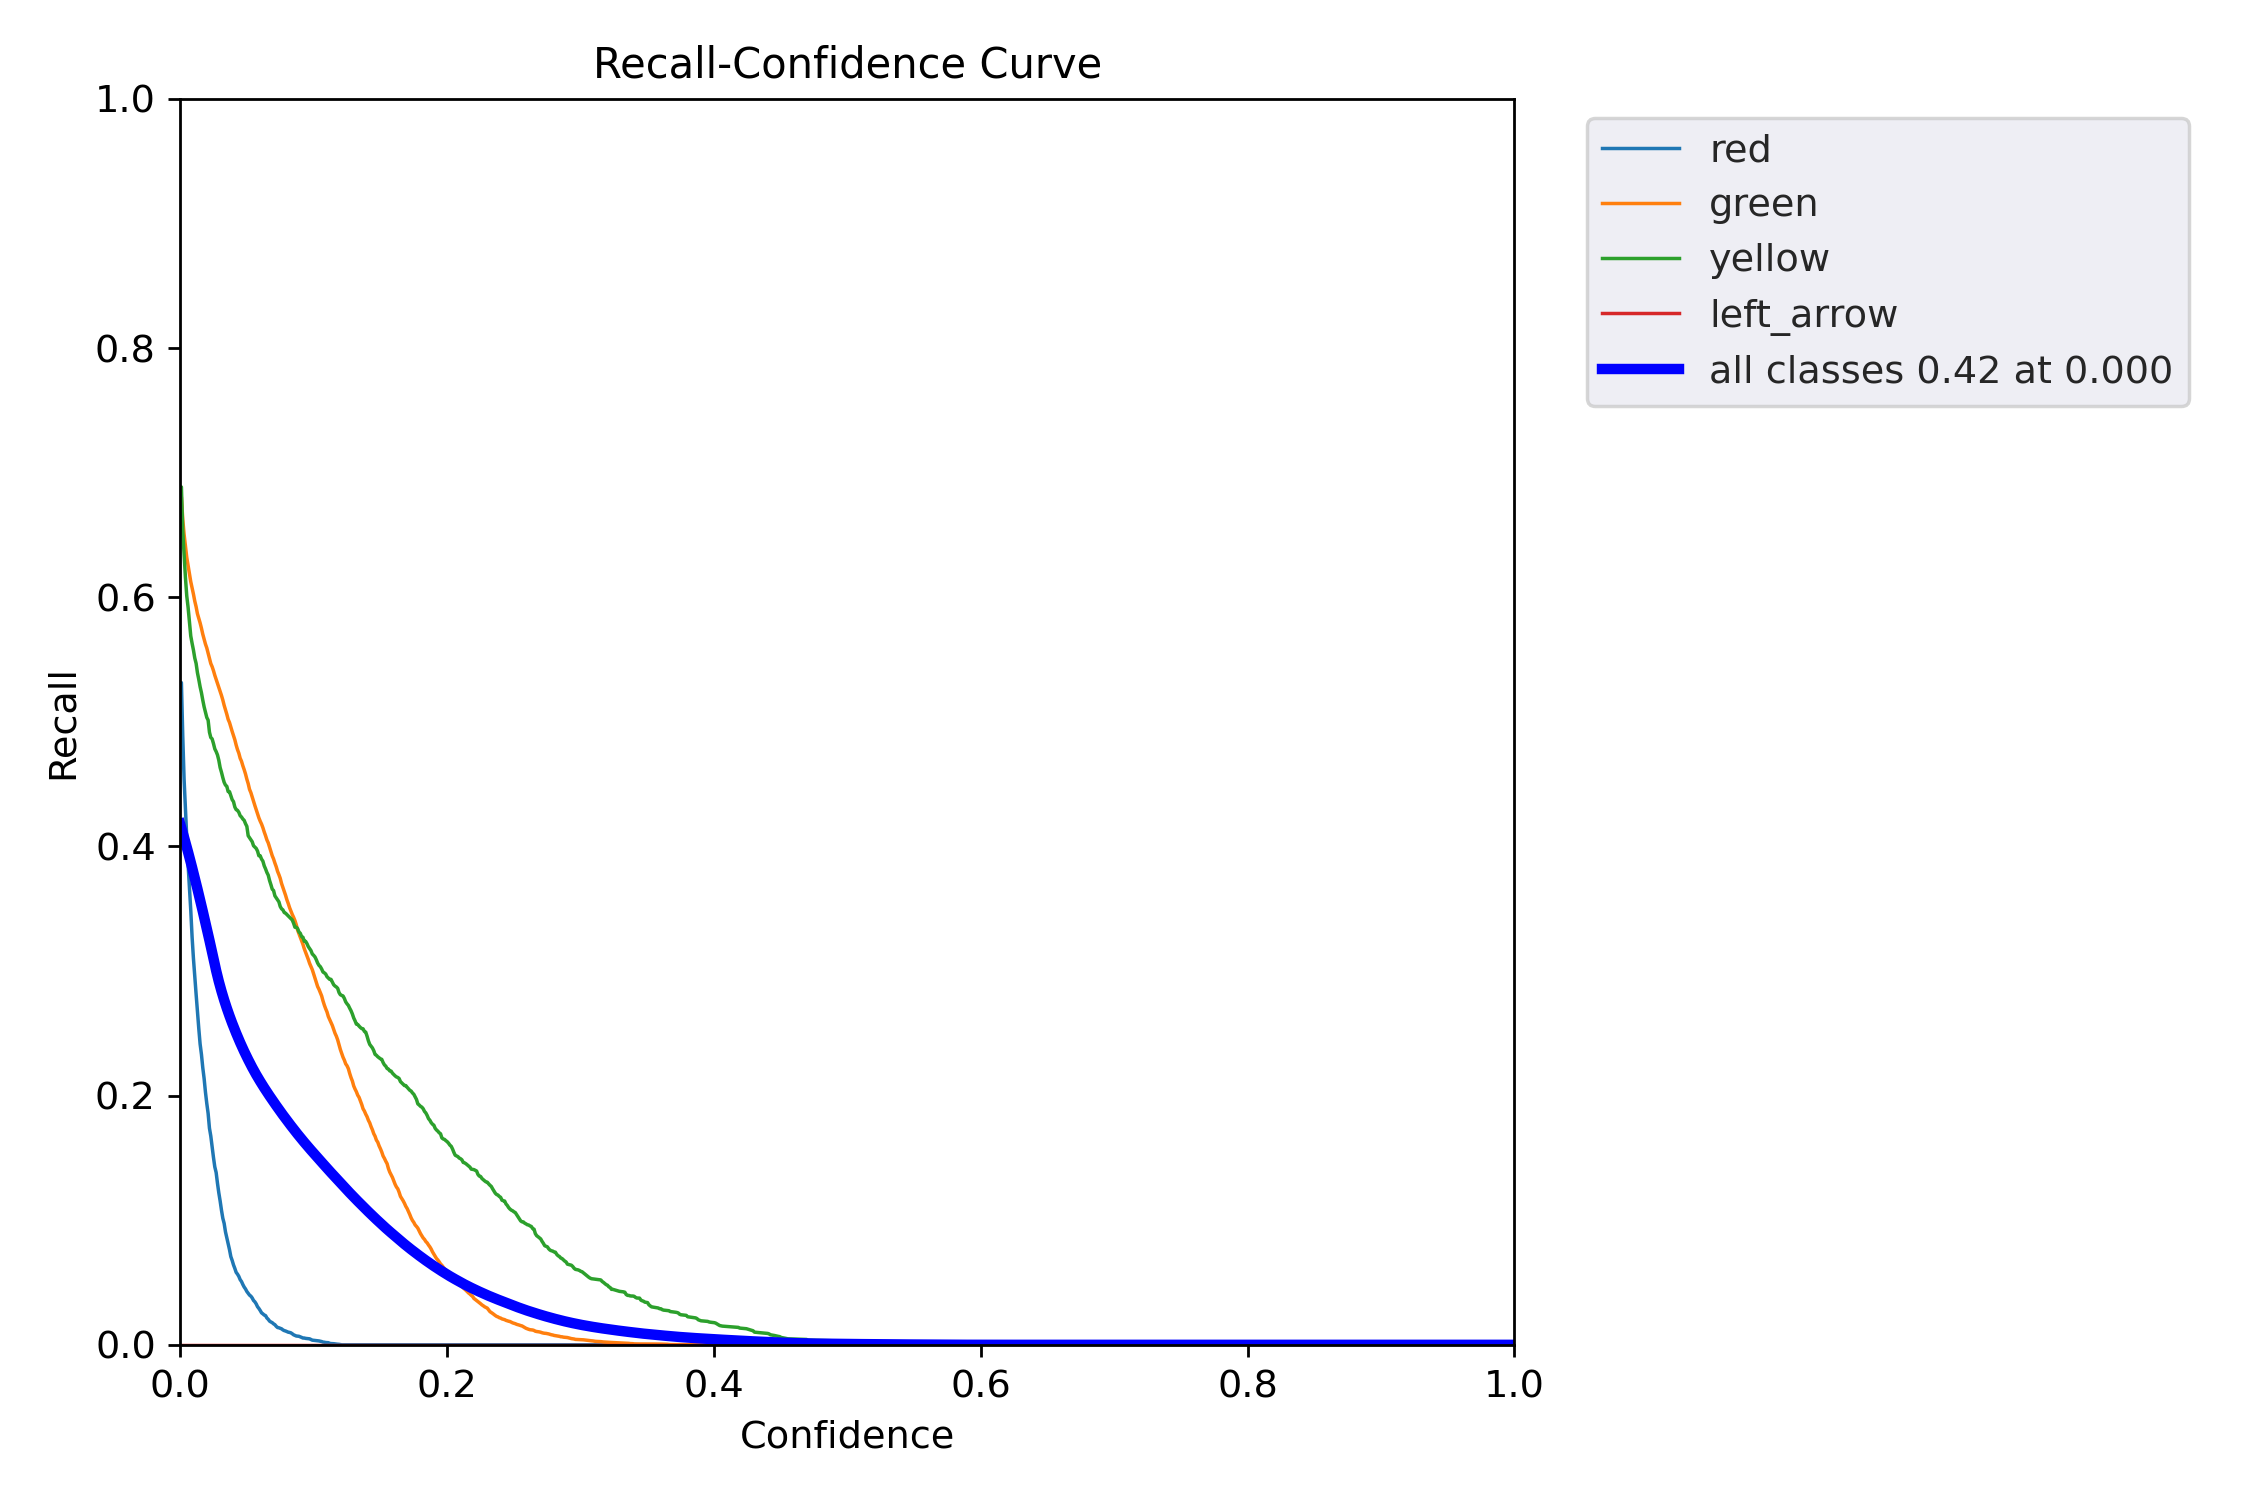 Recall-Confidence Curve
1.0
0.8
0.6
0.4
0.2
0.0
Recall
0.0 0.2 0.4 0.6 0.8 1.0
Confidence
red
green
yellow
left_arrow
all classes 0.42 at 0.000